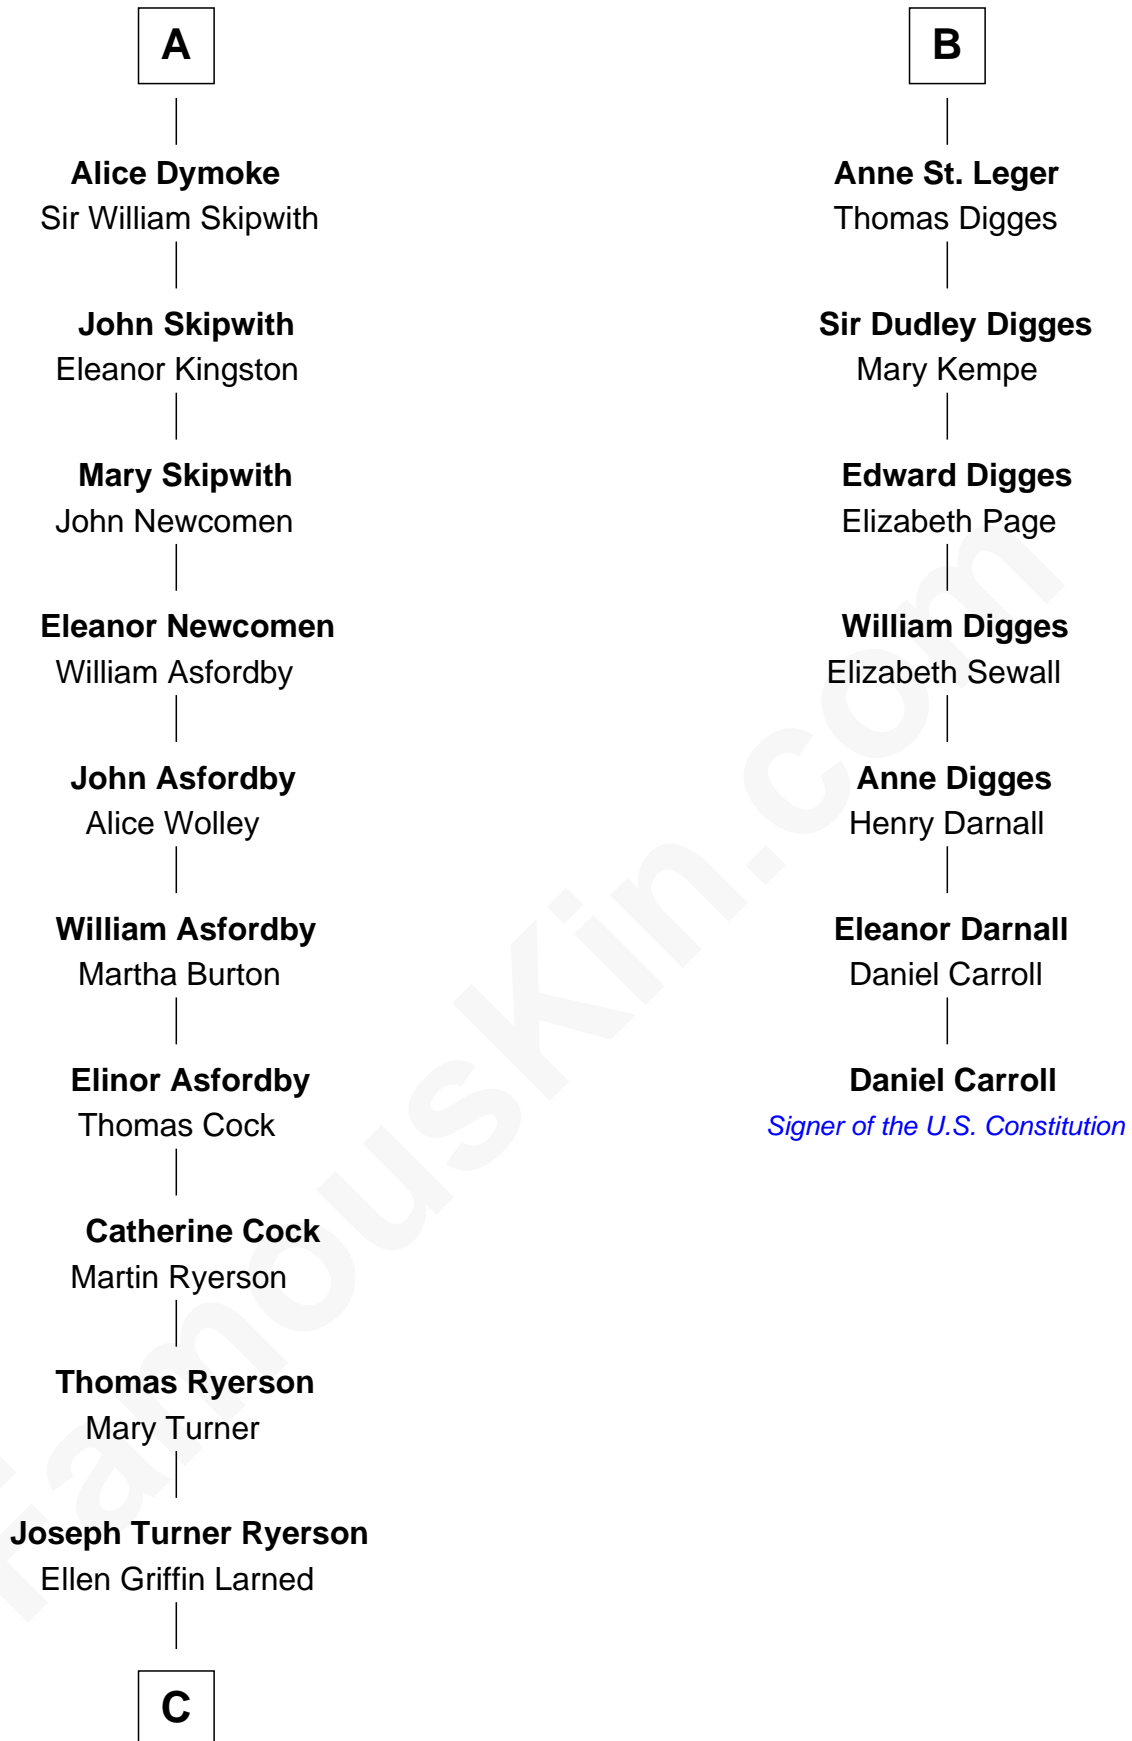 A
Alice Dymoke
Sir William Skipwith
John Skipwith
Eleanor Kingston
Mary Skipwith
John Newcomen
Eleanor Newcomen
William Asfordby
John Asfordby
Alice Wolley
William Asfordby
Martha Burton
Elinor Asfordby
Thomas Cock
Catherine Cock
Martin Ryerson
Thomas Ryerson
Mary Turner
Joseph Turner Ryerson
Ellen Griffin Larned
C
B
Anne St. Leger
Thomas Digges
Sir Dudley Digges
Mary Kempe
Edward Digges
Elizabeth Page
William Digges
Elizabeth Sewall
Anne Digges
Henry Darnall
Eleanor Darnall
Daniel Carroll
Daniel Carroll
Signer of the U.S. Constitution
FamousKin.com